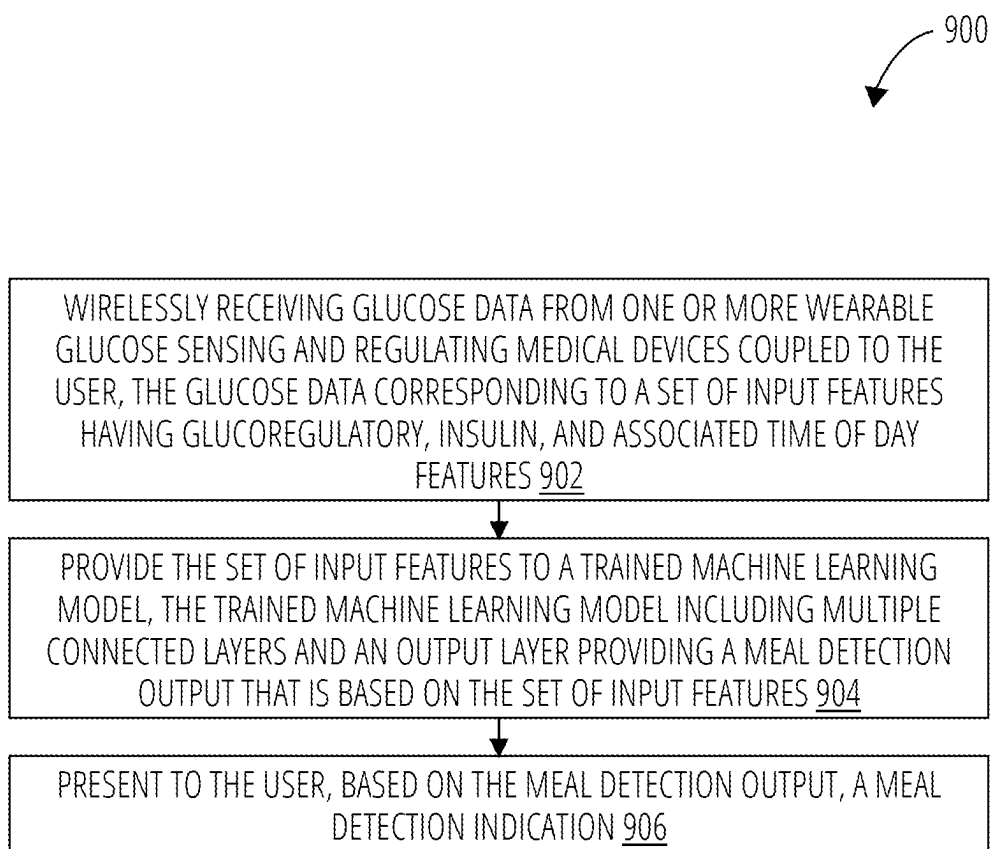 900
WIRELESSLY RECEIVING GLUCOSE DATA FROM ONE OR MORE WEARABLE
GLUCOSE SENSING AND REGULATING MEDICAL DEVICES COUPLED TO THE
USER, THE GLUCOSE DATA CORRESPONDING TO A SET OF INPUT FEATURES
HAVING GLUCOREGULATORY, INSULIN, AND ASSOCIATED TIME OF DAY
FEATURES 902
PROVIDE THE SET OF INPUT FEATURES TO A TRAINED MACHINE LEARNING
MODEL, THE TRAINED MACHINE LEARNING MODEL INCLUDING MULTIPLE
CONNECTED LAYERS AND AN OUTPUT LAYER PROVIDING A MEAL DETECTION
OUTPUT THAT IS BASED ON THE SET OF INPUT FEATURES 904
PRESENT TO THE USER, BASED ON THE MEAL DETECTION OUTPUT, A MEAL
DETECTION INDICATION 906